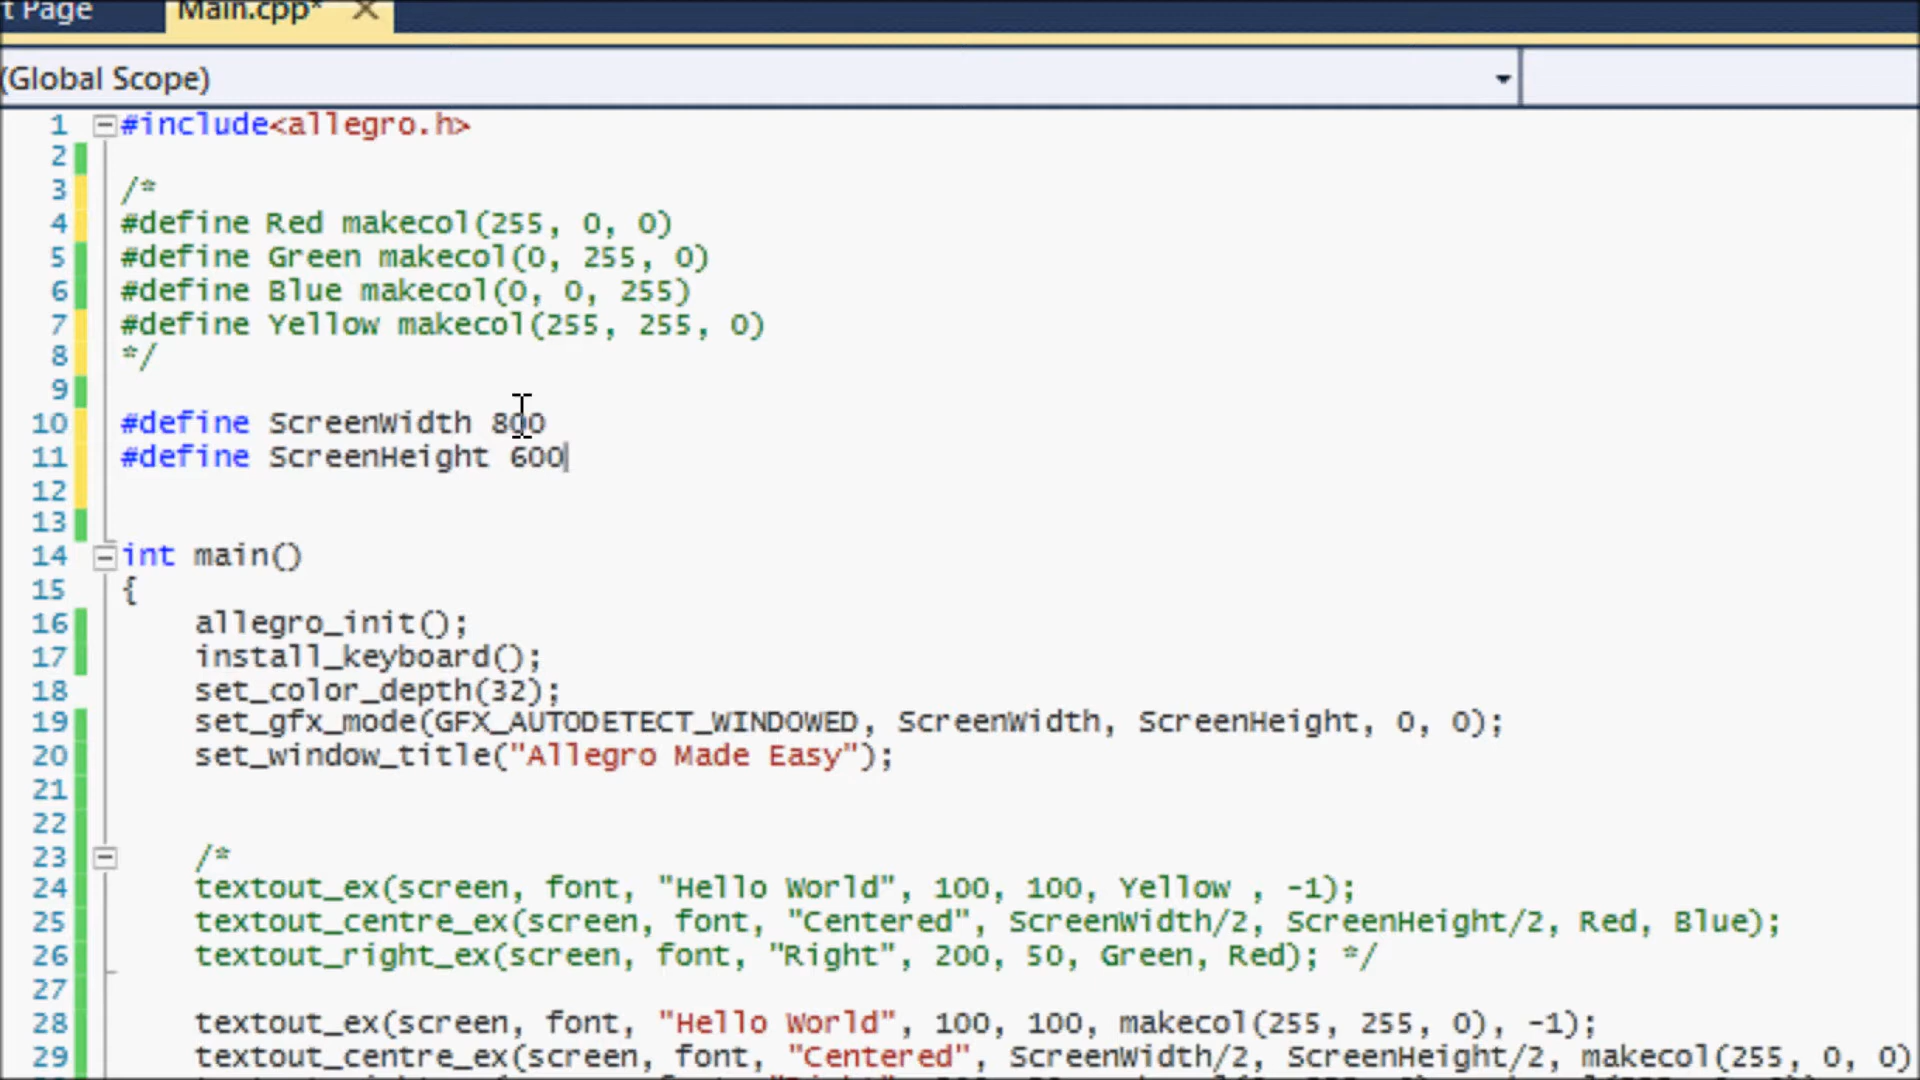 t Page
Main.cpp* X
(Global Scope)
1 #include<allegro.h>
2
3 /*
4 #define Red makecol(255, 0, 0)
5 #define Green makecol(0, 255, 0)
6 #define Blue makecol(0, 0, 255)
7 #define Yellow makecol(255, 255, 0)
8 */
9
10 #define ScreenWidth 800
11 #define ScreenHeight 600
12
13
14 int main()
15 {
16 allegro_init();
17 install_keyboard();
18 set_color_depth(32);
19 set_gfx_mode(GFX_AUTODETECT_WINDOWED, ScreenWidth, ScreenHeight, 0, 0);
20 set_window_title("Allegro Made Easy");
21
22
23 /*
24 textout_ex(screen, font, "Hello World", 100, 100, Yellow , -1);
25 textout_centre_ex(screen, font, "Centered", ScreenWidth/2, ScreenHeight/2, Red, Blue);
26 textout_right_ex(screen, font, "Right", 200, 50, Green, Red); */
27
28 textout_ex(screen, font, "Hello World", 100, 100, makecol(255, 255, 0), -1);
29 textout_centre_ex(screen, font, "Centered", ScreenWidth/2, ScreenHeight/2, makecol(255, 0, 0)